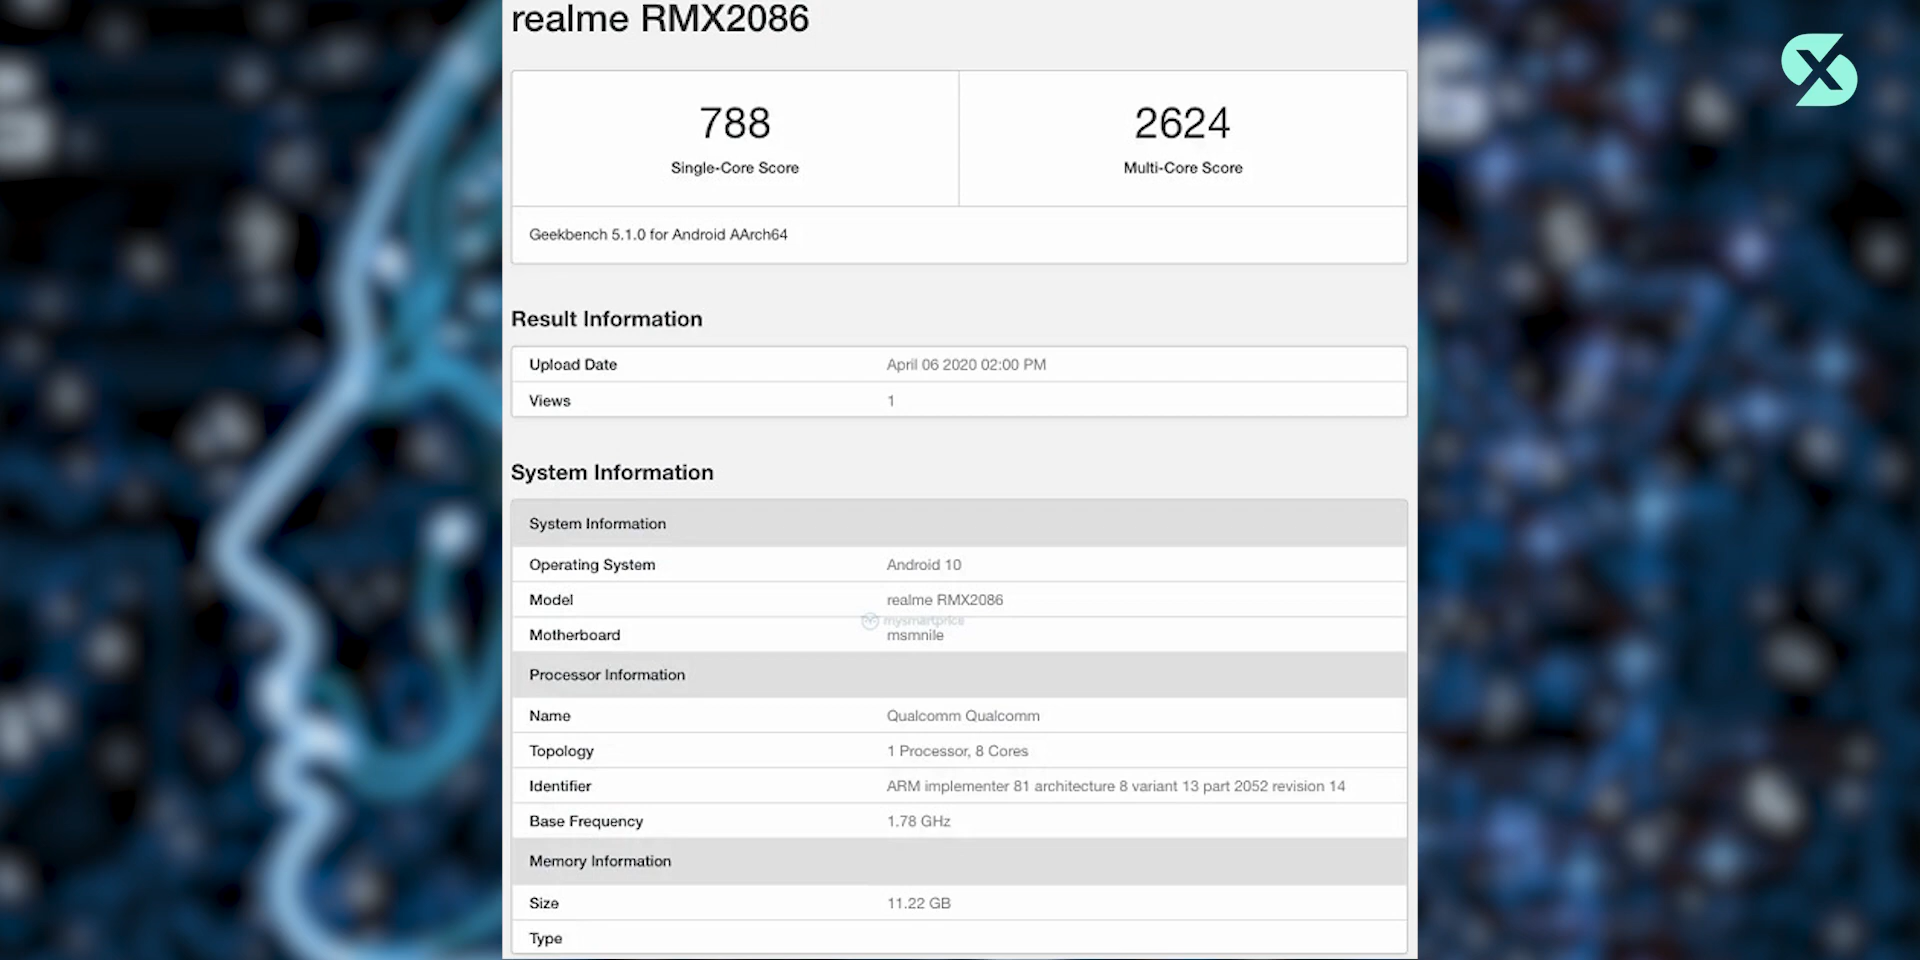 realme RMX2086
788
Single-Core Score
2624
Multi-Core Score
Geekbench 5.1.0 for Android AArch64
Result Information
Upload Date April 06 2020 02:00 PM
Views 1
System Information
System Information
Operating System Android 10
Model realme RMX2086
mysmartprice
Motherboard msmnile
Processor Information
Name Qualcomm Qualcomm
Topology 1 Processor, 8 Cores
Identifier ARM implementer 81 architecture 8 variant 13 part 2052 revision 14
Base Frequency 1.78 GHz
Memory Information
Size 11.22 GB
Type